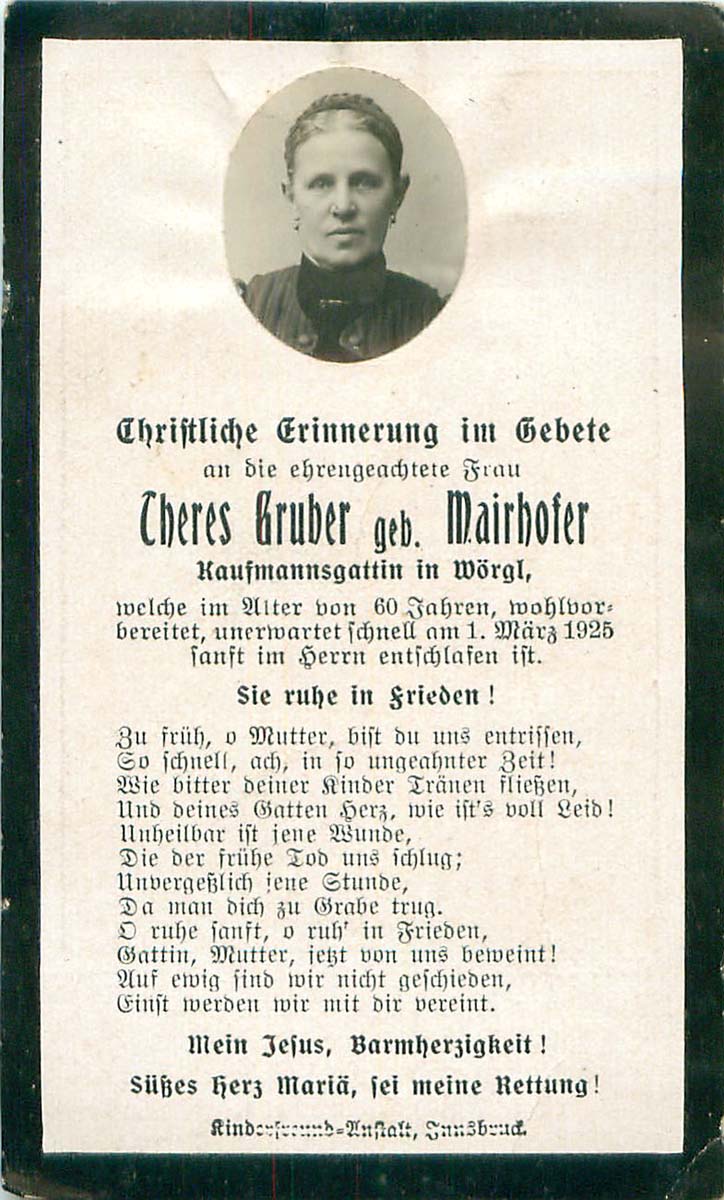 Christliche Erinnerung im Gebete
an die ehrengeachtete Frau
Theres Gruber geb. Mairhofer
Kaufmannsgattin in Wörgl,
welche im Alter von 60 Jahren, wohlvor-
bereitet, unerwartet schnell am 1. März 1925
sanft im Herrn entschlafen ist.
Sie ruhe in Frieden!
Zu früh, o Mutter, bist du uns entrissen,
So schnell, ach, in so ungeahnter Zeit!
Wie bitter deiner Kinder Tränen fließen,
Und deines Gatten Herz, wie ist's voll Leid!
Unheilbar ist jene Wunde,
Die der frühe Tod uns schlug;
Unvergeßlich jene Stunde,
Da man dich zu Grabe trug.
O ruhe sanft, o ruh' in Frieden,
Gattin, Mutter, jetzt von uns beweint!
Auf ewig sind wir nicht geschieden,
Einst werden wir mit dir vereint.
Mein Jesus, Barmherzigkeit!
Süßes Herz Mariä, sei meine Rettung!
Kinderfreund-Anstalt, Innsbruck.